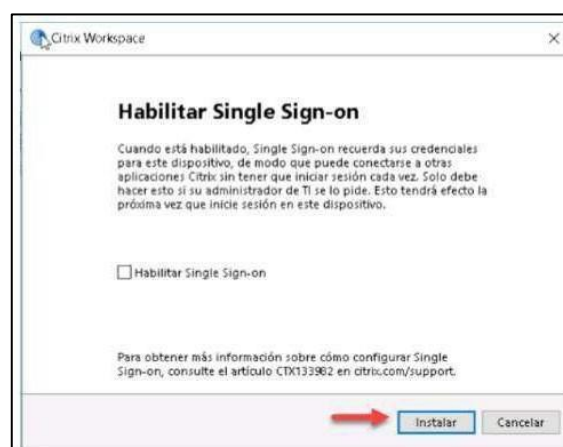 Citrix Workspace
Habilitar Single Sign-on
Cuando está habilitado, Single Sign-on recuerda sus credenciales
para este dispositivo, de modo que puede conectarse a otras
aplicaciones Citrix sin tener que iniciar sesión cada vez. Solo debe
hacer esto si su administrador de TI se lo pide. Esto tendrá efecto la
próxima vez que inicie sesión en este dispositivo.
Habilitar Single Sign-on
Para obtener más información sobre cómo configurar Single
Sign-on, consulte el artículo CTX133982 en citrix.com/support.
Instalar Cancelar